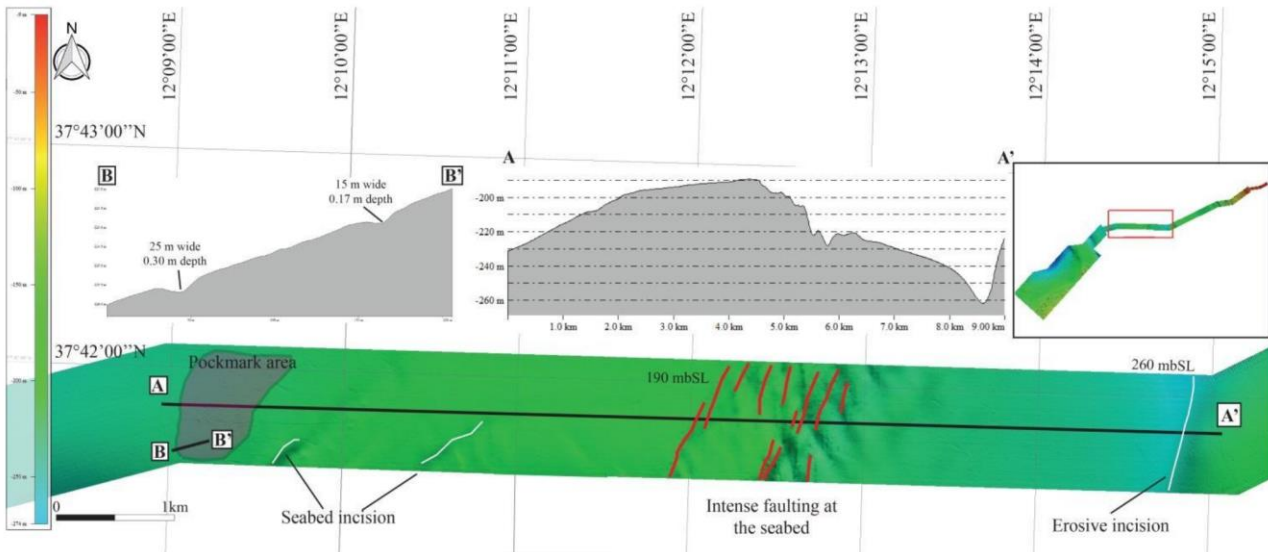 N
12°09'00''E
12°10'00''E
12°11'00''E
12°12'00''E
12°13'00''E
12°14'00''E
12°15'00''E
37°43'00''N
B
B'
A
A'
15 m wide
0.17 m depth
25 m wide
0.30 m depth
-200 m
-220 m
-240 m
-260 m
1.0 km
2.0 km
3.0 km
4.0 km
5.0 km
6.0 km
7.0 km
8.0 km
9.00 km
37°42'00''N
Pockmark area
190 mbSL
260 mbSL
A
A'
B
B'
0
1km
Seabed incision
Intense faulting at
the seabed
Erosive incision